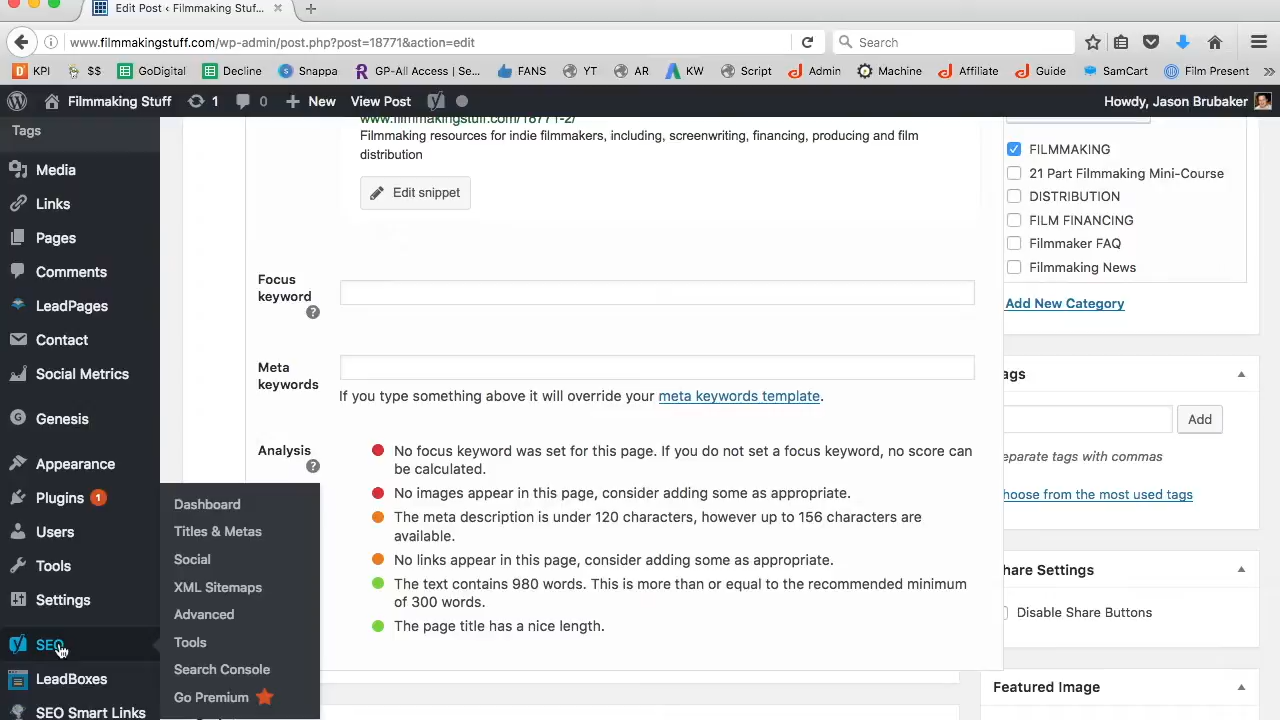 Edit Post ‹ Filmmaking Stuf...
www.filmmakingstuff.com/wp-admin/post.php?post=18771&action=edit
Search
KPI
$$
GoDigital
Decline
Snappa
GP-All Access | Se...
FANS
YT
AR
KW
Script
Admin
Machine
Affiliate
Guide
SamCart
Film Present
Filmmaking Stuff
1
0
New
View Post
Howdy, Jason Brubaker
Tags
Media
Links
Pages
Comments
LeadPages
Contact
Social Metrics
Genesis
Appearance
Plugins 1
Users
Tools
Settings
SEO
LeadBoxes
SEO Smart Links
Dashboard
Titles & Metas
Social
XML Sitemaps
Advanced
Tools
Search Console
Go Premium
www.filmmakingstuff.com/18771-2/
Filmmaking resources for indie filmmakers, including, screenwriting, financing, producing and film
distribution
Edit snippet
Focus
keyword
Meta
keywords
If you type something above it will override your meta keywords template.
Analysis
No focus keyword was set for this page. If you do not set a focus keyword, no score can
be calculated.
No images appear in this page, consider adding some as appropriate.
The meta description is under 120 characters, however up to 156 characters are
available.
No links appear in this page, consider adding some as appropriate.
The text contains 980 words. This is more than or equal to the recommended minimum
of 300 words.
The page title has a nice length.
FILMMAKING
21 Part Filmmaking Mini-Course
DISTRIBUTION
FILM FINANCING
Filmmaker FAQ
Filmmaking News
Add New Category
ags
Add
eparate tags with commas
hoose from the most used tags
hare Settings
Disable Share Buttons
Featured Image